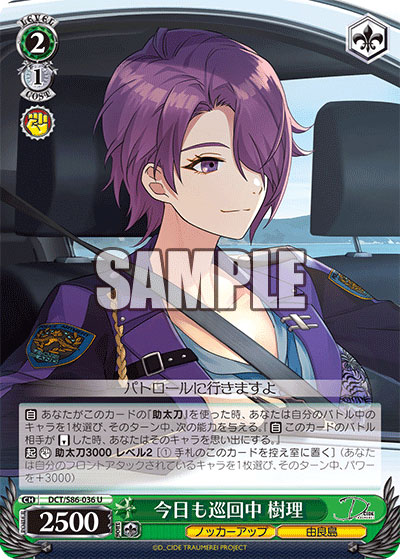 LEVEL
2
1
COST
SAMPLE
パトロールに行きますよ
【自】 あなたがこのカードの「助太刀」を使った時、あなたは自分のバトル中の
キャラを1枚選び、そのターン中、次の能力を与える。『【自】 このカードのバトル
相手が した時、あなたはそのキャラを思い出にする。』
【起】 助太刀3000 レベル2 [① 手札のこのカードを控え室に置く] (あなた
は自分のフロントアタックされているキャラを1枚選び、そのターン中、パワー
を+3000)
CH DCT/S86-036 U
2500
今日も巡回中 樹理
ノッカーアップ
由良島
©D_CIDE TRAUMEREI PROJECT